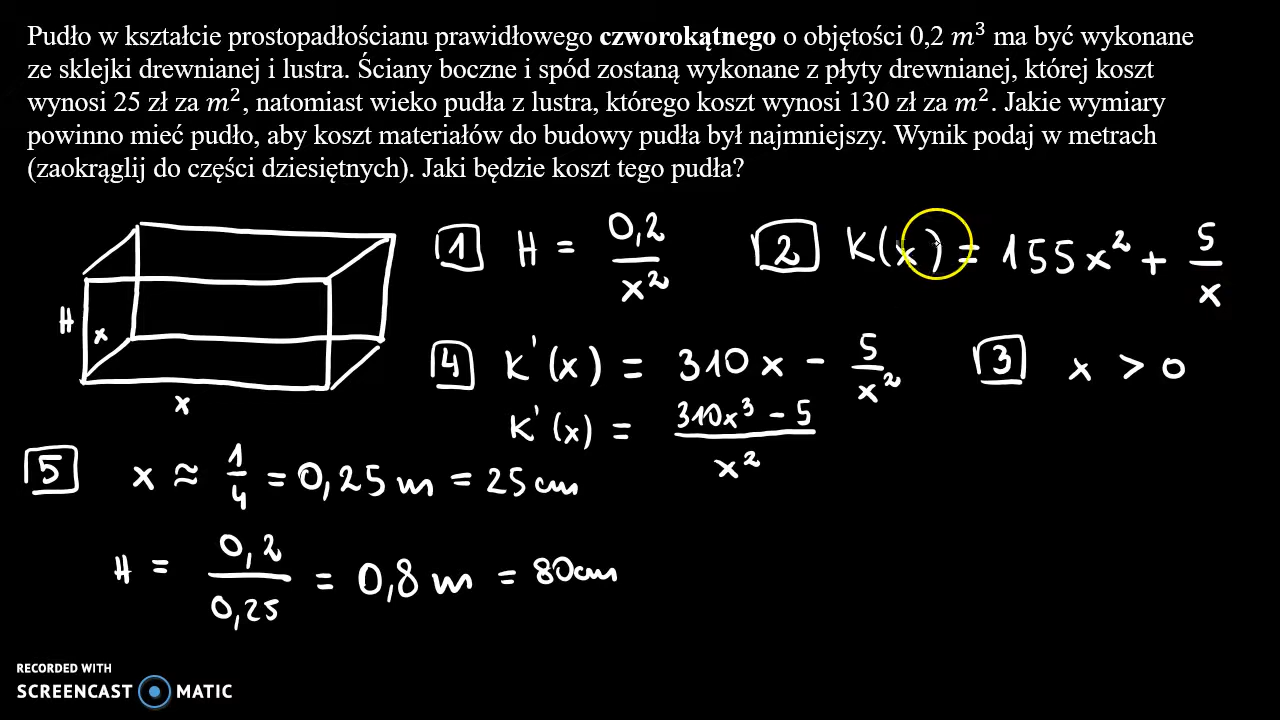 Pudło w kształcie prostopadłościanu prawidłowego czworokątnego o objętości 0,2 m³ ma być wykonane
ze sklejki drewnianej i lustra. Ściany boczne i spód zostaną wykonane z płyty drewnianej, której koszt
wynosi 25 zł za m², natomiast wieko pudła z lustra, którego koszt wynosi 130 zł za m². Jakie wymiary
powinno mieć pudło, aby koszt materiałów do budowy pudła był najmniejszy. Wynik podaj w metrach
(zaokrąglij do części dziesiętnych). Jaki będzie koszt tego pudła?
1 H = 0,2/x²
2 K(x) = 155x² + 5/x
H x
x
4 K'(x) = 310x - 5/x²
3 x > 0
K'(x) = (310x³ - 5)/x²
5 x ≈ 1/4 = 0,25 m = 25 cm
H = 0,2/0,25 = 0,8 m = 80 cm
RECORDED WITH
SCREENCAST MATIC